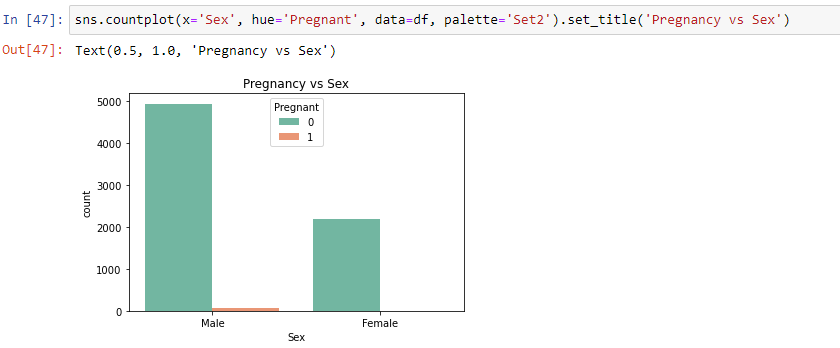 In [47]: sns.countplot(x='Sex', hue='Pregnant', data=df, palette='Set2').set_title('Pregnancy vs Sex')
Out[47]: Text(0.5, 1.0, 'Pregnancy vs Sex')
Pregnancy vs Sex
Pregnant
0
1
5000
4000
3000
2000
1000
0
count
Male Female
Sex